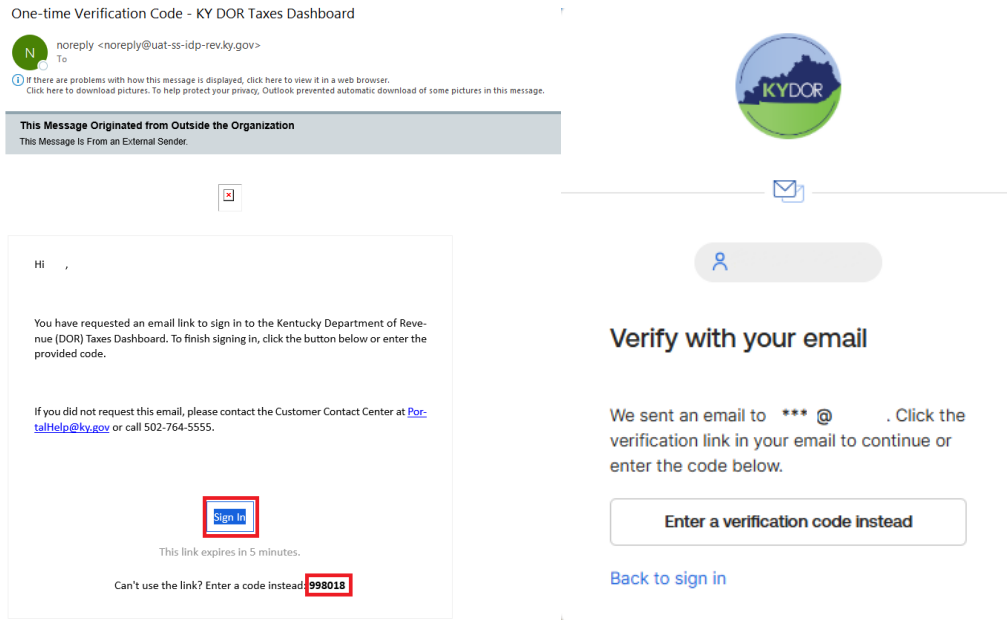 One-time Verification Code - KY DOR Taxes Dashboard
N
noreply <noreply@uat-ss-idp-rev.ky.gov>
To
If there are problems with how this message is displayed, click here to view it in a web browser.
Click here to download pictures. To help protect your privacy, Outlook prevented automatic download of some pictures in this message.
This Message Originated from Outside the Organization
This Message Is From an External Sender.
Hi ,
You have requested an email link to sign in to the Kentucky Department of Reve-
nue (DOR) Taxes Dashboard. To finish signing in, click the button below or enter the
provided code.
If you did not request this email, please contact the Customer Contact Center at Por-
talHelp@ky.gov or call 502-764-5555.
Sign In
This link expires in 5 minutes.
Can't use the link? Enter a code instead: 998018
KYDOR
Verify with your email
We sent an email to *** @ . Click the
verification link in your email to continue or
enter the code below.
Enter a verification code instead
Back to sign in